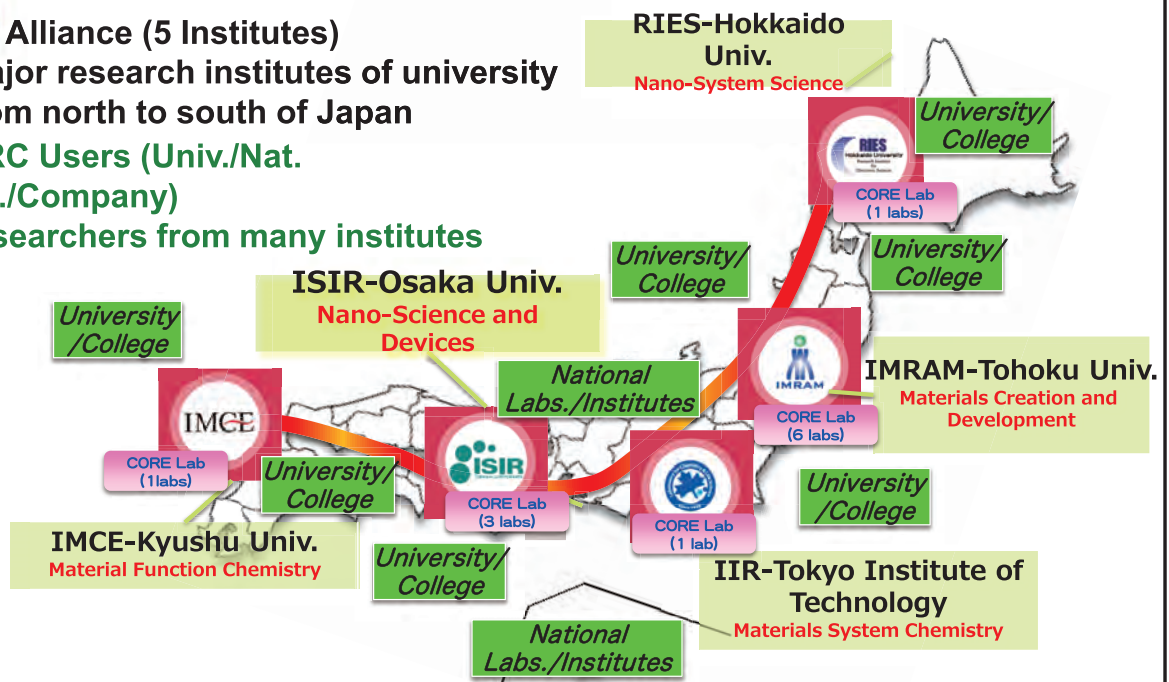 Alliance (5 Institutes)
ajor research institutes of university
om north to south of Japan
RC Users (Univ./Nat.
./Company)
searchers from many institutes
RIES-Hokkaido
Univ.
Nano-System Science
University/
College
RIES
Hokkaido University
CORE Lab
(1 labs)
University/
College
University/
College
ISIR-Osaka Univ.
Nano-Science and
Devices
University
/College
National
Labs./Institutes
IMRAM
IMRAM-Tohoku Univ.
Materials Creation and
Development
CORE Lab
(6 labs)
IMCE
CORE Lab
(1labs)
University/
College
ISIR
CORE Lab
(3 labs)
CORE Lab
(1 lab)
University
/College
IMCE-Kyushu Univ.
Material Function Chemistry
University/
College
IIR-Tokyo Institute of
Technology
Materials System Chemistry
National
Labs./Institutes